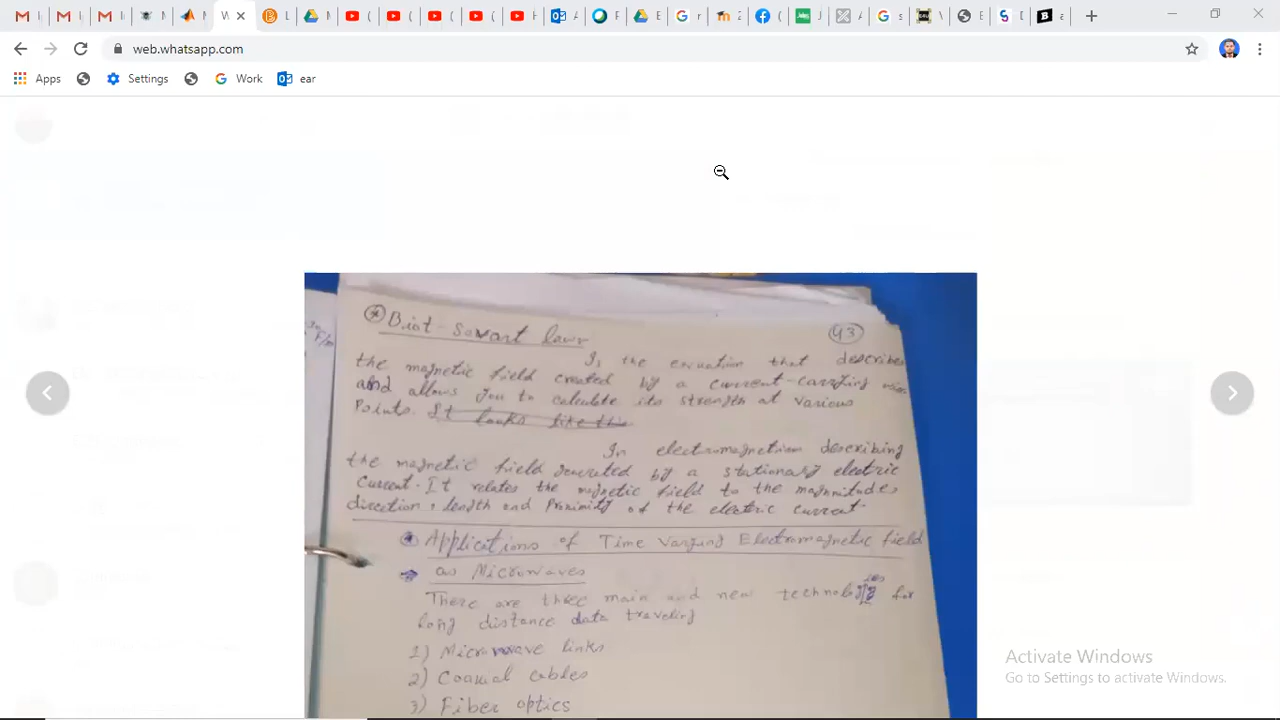 M
M
M
W
L
M
(
(
(
(
H
A
F
E
r
Z
(
J
A
s
V
E
D
a
web.whatsapp.com
Apps
Settings
Work
ear
Biot-Savart law
43
Is the equation that describes
the magnetic field created by a current-carrying wire
and allows you to calculate its strength at various
Points. It looks like this
In electromagnetism describing
the magnetic field generated by a stationary electric
Current. It relates the magnetic field to the magnitude,
direction, length and Proximity of the electric current.
Applications of Time Varying Electromagnetic field
as Microwaves
There are three main and new technologies for
long distance data traveling
1) Microwave links
2) Coaxial cables
3) Fiber optics
Activate Windows
Go to Settings to activate Windows.